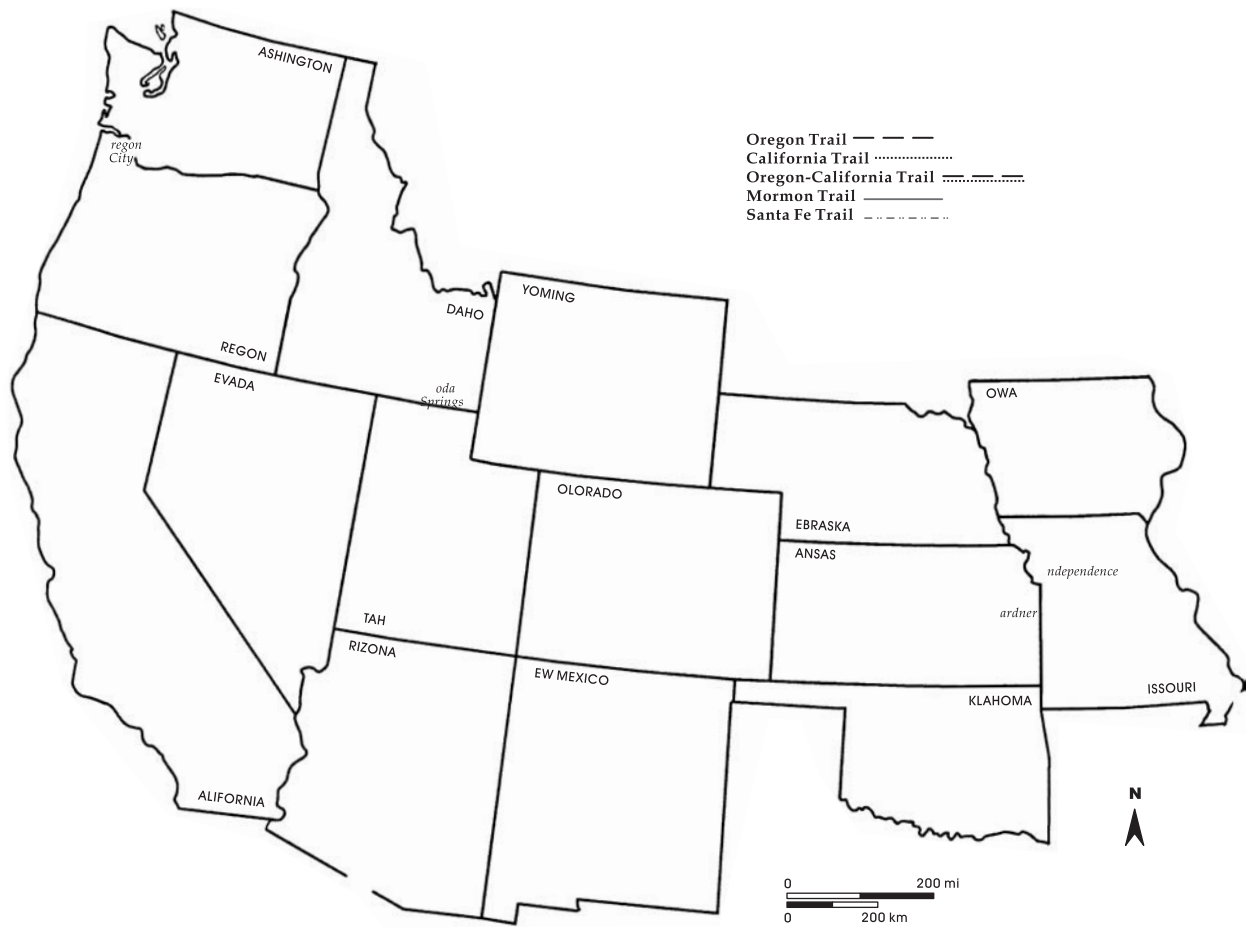 ASHINGTON
regon
City
Oregon Trail
California Trail
Oregon-California Trail
Mormon Trail
Santa Fe Trail
YOMING
DAHO
REGON
EVADA
oda
Springs
OWA
OLORADO
EBRASKA
ANSAS
ndependence
ardner
TAH
RIZONA
EW MEXICO
KLAHOMA
ISSOURI
ALIFORNIA
N
0 200 mi
0 200 km